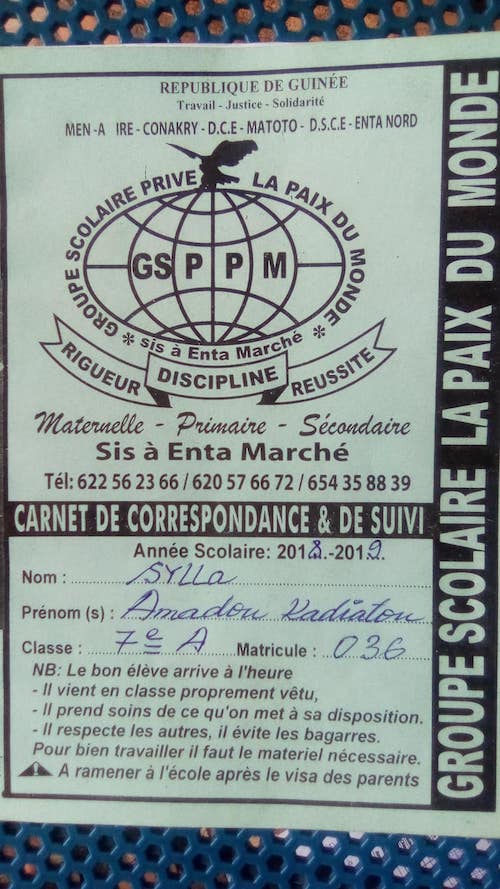 REPUBLIQUE DE GUINÉE
Travail - Justice - Solidarité
MEN-A IRE - CONAKRY - D.C.E - MATOTO - D.S.C.E - ENTA NORD
GROUPE SCOLAIRE PRIVE LA PAIX DU MONDE
GS P P M
* sis à Enta Marché *
RIGUEUR DISCIPLINE REUSSITE
Maternelle - Primaire - Sécondaire
Sis à Enta Marché
Tél: 622 56 23 66 / 620 57 66 72 / 654 35 88 39
CARNET DE CORRESPONDANCE & DE SUIVI
Année Scolaire: 2018.-2019.
Nom : SYLLa
Prénom (s) : Amadou Kadiatou
Classe : 7e A Matricule : 036
NB: Le bon élève arrive à l'heure
- Il vient en classe proprement vêtu,
- Il prend soins de ce qu'on met à sa disposition.
- Il respecte les autres, il évite les bagarres.
Pour bien travailler il faut le materiel nécessaire.
A ramener à l'école après le visa des parents
GROUPE SCOLAIRE LA PAIX DU MONDE